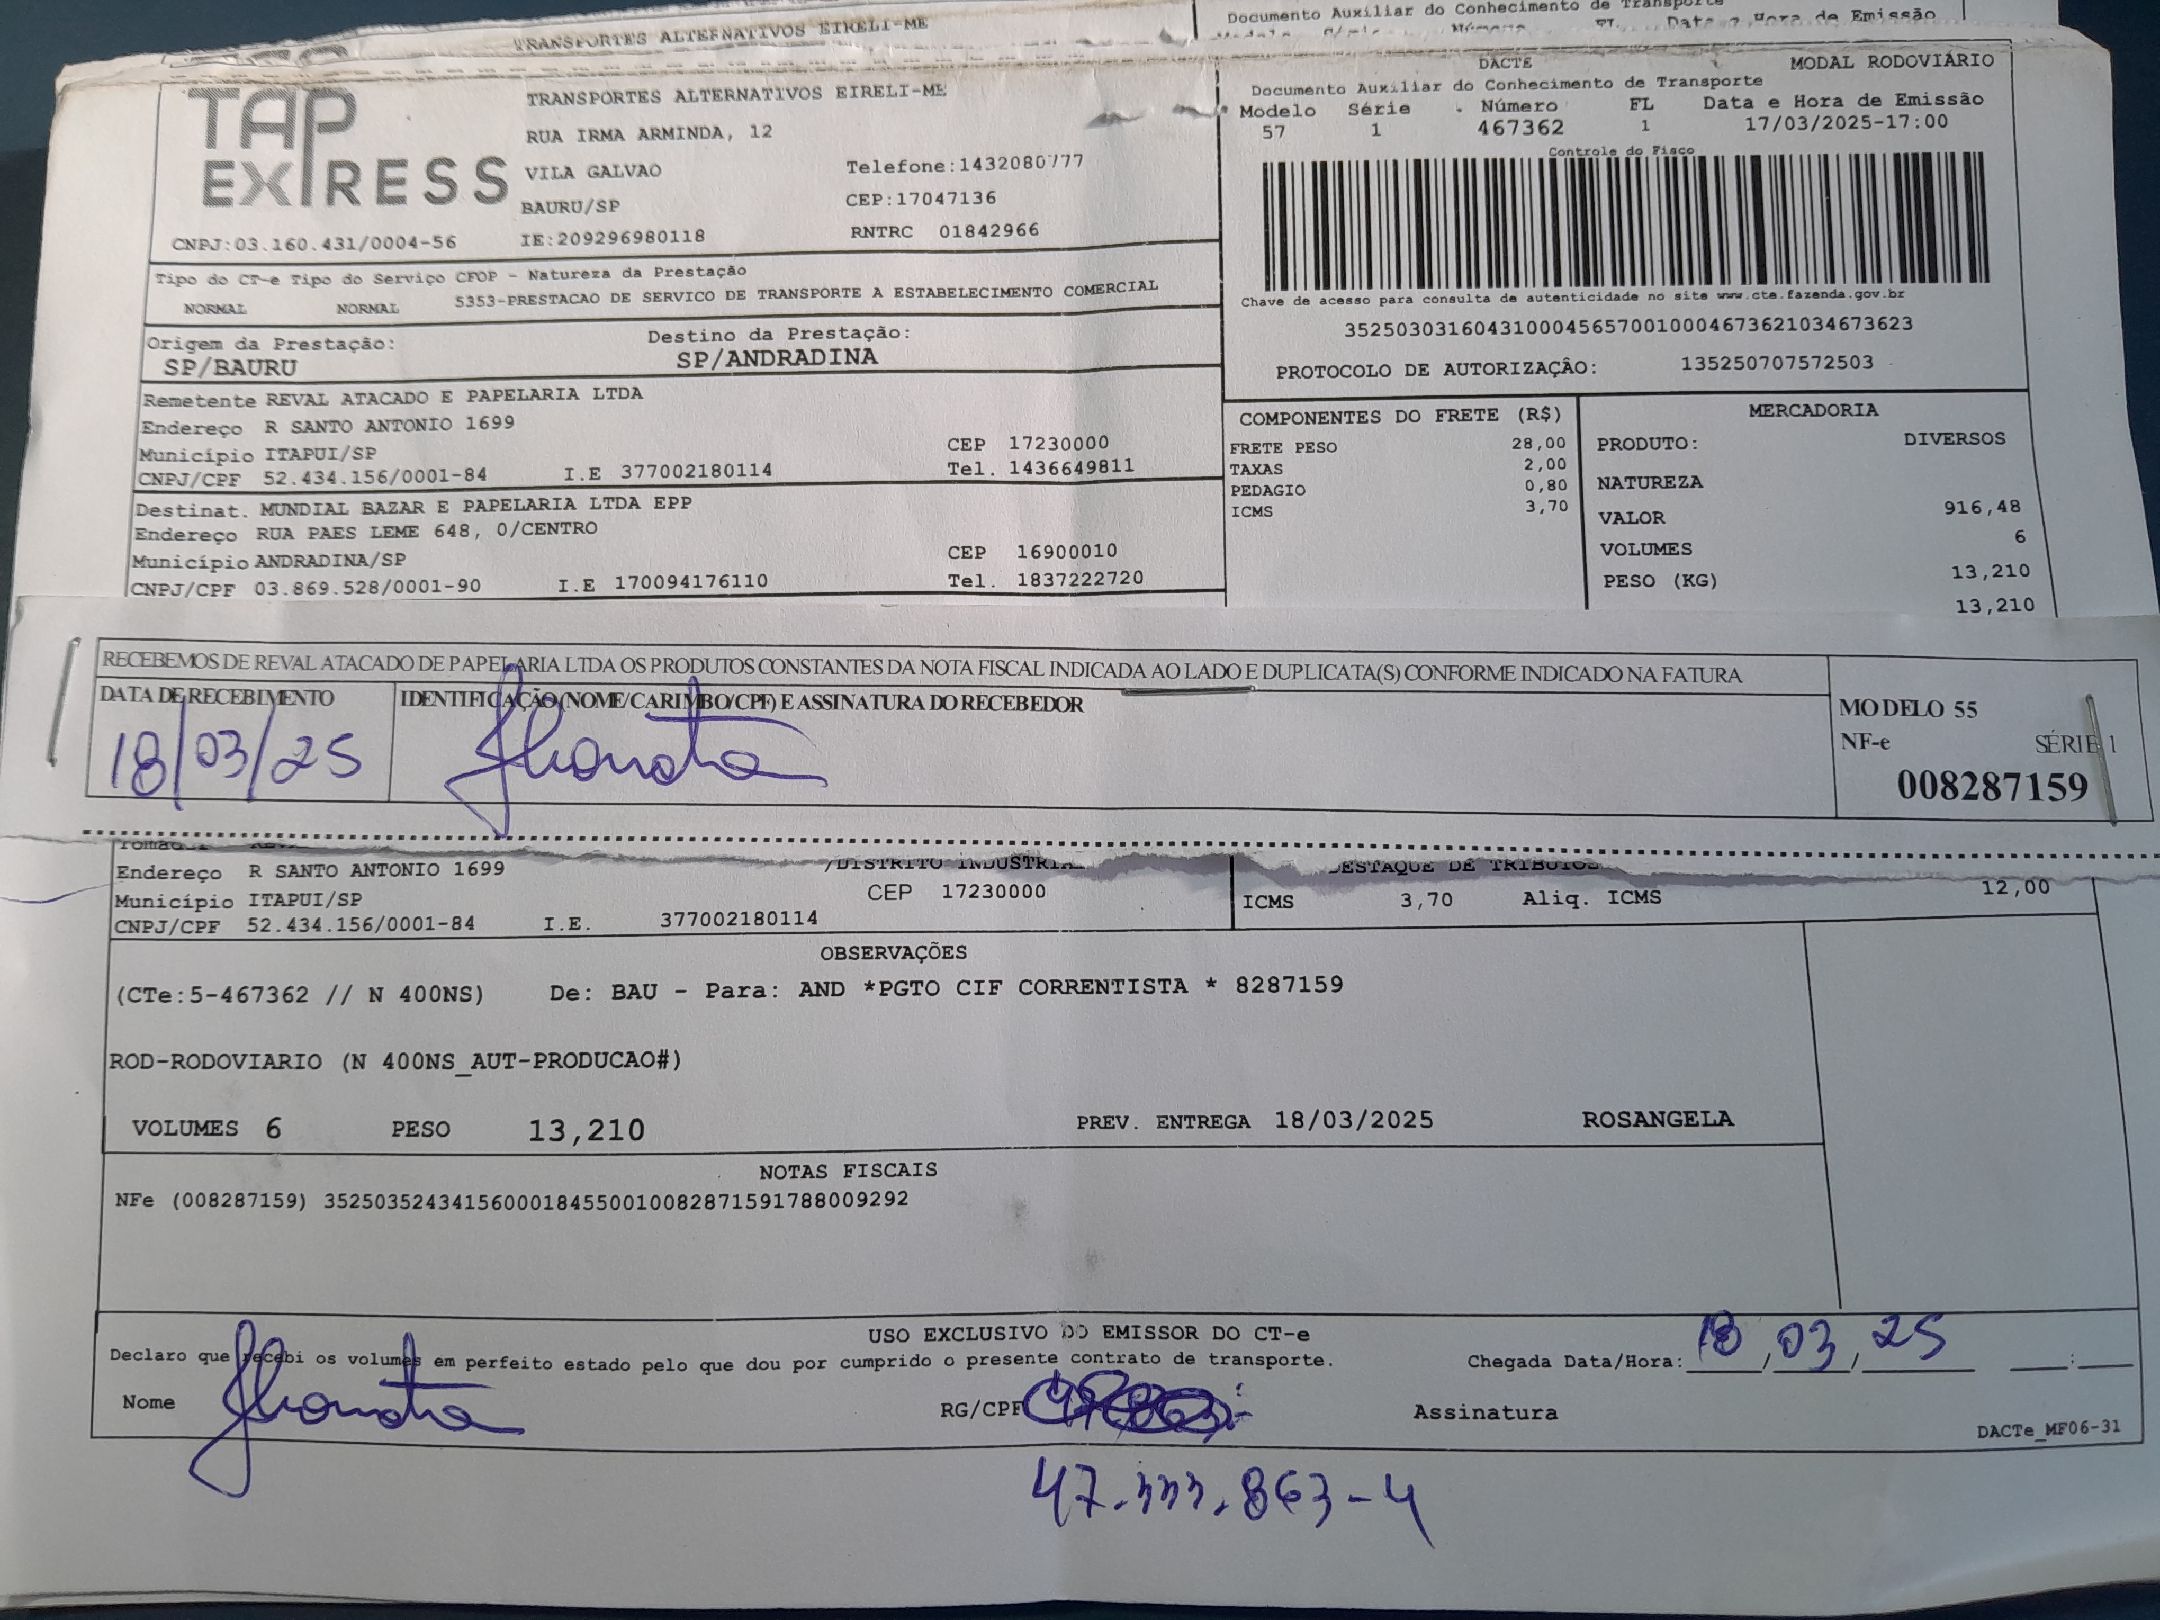 TRANSPORTES ALTERNATIVOS EIRELI-ME
Documento Auxiliar do Conhecimento de Transporte
Data e Hora de Emissão
TAP EXPRESS
TRANSPORTES ALTERNATIVOS EIRELI-ME
RUA IRMA ARMINDA, 12
VILA GALVAO Telefone:1432080777
BAURU/SP CEP:17047136
CNPJ:03.160.431/0004-56 IE:209296980118 RNTRC 01842966
DACTE MODAL RODOVIÁRIO
Documento Auxiliar do Conhecimento de Transporte
Modelo Série Número FL Data e Hora de Emissão
57 1 467362 1 17/03/2025-17:00
Controle do Fisco
Chave de acesso para consulta de autenticidade no site www.cte.fazenda.gov.br
35250303160431000456570010004673621034673623
PROTOCOLO DE AUTORIZAÇÃO: 135250707572503
Tipo do CT-e Tipo do Serviço CFOP - Natureza da Prestação
NORMAL NORMAL 5353-PRESTACAO DE SERVICO DE TRANSPORTE A ESTABELECIMENTO COMERCIAL
Origem da Prestação: Destino da Prestação:
SP/BAURU SP/ANDRADINA
Remetente REVAL ATACADO E PAPELARIA LTDA
Endereço R SANTO ANTONIO 1699
Município ITAPUI/SP CEP 17230000
CNPJ/CPF 52.434.156/0001-84 I.E 377002180114 Tel. 1436649811
Destinat. MUNDIAL BAZAR E PAPELARIA LTDA EPP
Endereço RUA PAES LEME 648, 0/CENTRO
Município ANDRADINA/SP CEP 16900010
CNPJ/CPF 03.869.528/0001-90 I.E 170094176110 Tel. 1837222720
COMPONENTES DO FRETE (R$)
FRETE PESO 28,00
TAXAS 2,00
PEDAGIO 0,80
ICMS 3,70
MERCADORIA
PRODUTO: DIVERSOS
NATUREZA
VALOR 916,48
VOLUMES 6
PESO (KG) 13,210
13,210
RECEBEMOS DE REVAL ATACADO DE PAPELARIA LTDA OS PRODUTOS CONSTANTES DA NOTA FISCAL INDICADA AO LADO E DUPLICATA(S) CONFORME INDICADO NA FATURA
DATA DE RECEBIMENTO IDENTIFICAÇÃO (NOME/CARIMBO/CPF) E ASSINATURA DO RECEBEDOR
18/03/25
MODELO 55
NF-e SÉRIE 1
008287159
/DISTRITO INDUSTRIA DESTAQUE DE TRIBUTOS
Endereço R SANTO ANTONIO 1699
Município ITAPUI/SP CEP 17230000
CNPJ/CPF 52.434.156/0001-84 I.E. 377002180114
ICMS 3,70 Aliq. ICMS 12,00
OBSERVAÇÕES
(CTe:5-467362 // N 400NS) De: BAU - Para: AND *PGTO CIF CORRENTISTA * 8287159
ROD-RODOVIARIO (N 400NS_AUT-PRODUCAO#)
VOLUMES 6 PESO 13,210 PREV. ENTREGA 18/03/2025 ROSANGELA
NOTAS FISCAIS
NFe (008287159) 35250352434156000184550010082871591788009292
USO EXCLUSIVO DO EMISSOR DO CT-e
Declaro que recebi os volumes em perfeito estado pelo que dou por cumprido o presente contrato de transporte.
Chegada Data/Hora: 18/03/25 __:__
Nome RG/CPF Assinatura
DACTe_MF06-31
47.333.863-4